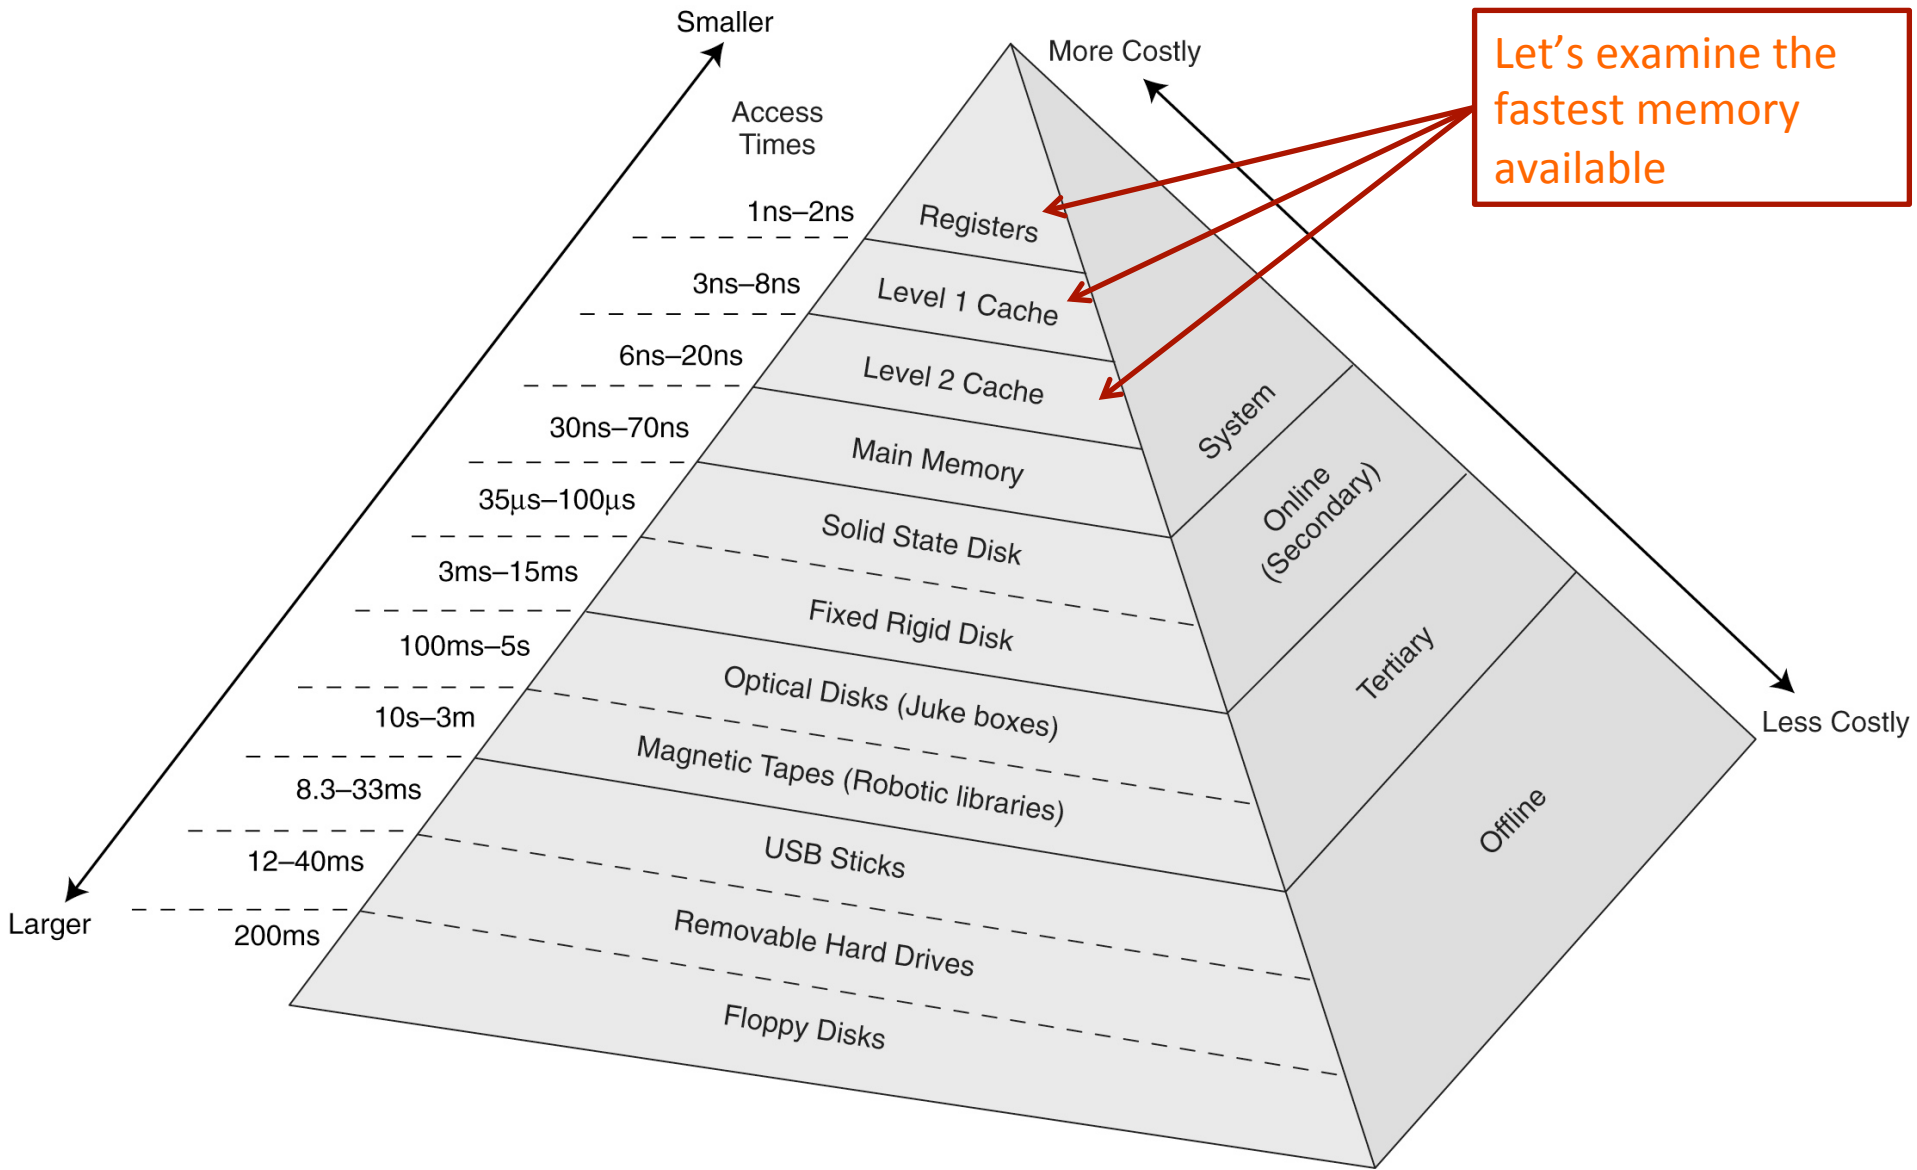 Smaller
More Costly
Let’s examine the
fastest memory
available
Access
Times
1ns–2ns
Registers
3ns–8ns
Level 1 Cache
6ns–20ns
Level 2 Cache
30ns–70ns
Main Memory
System
35μs–100μs
Solid State Disk
Online
(Secondary)
3ms–15ms
Fixed Rigid Disk
100ms–5s
Optical Disks (Juke boxes)
Tertiary
10s–3m
Magnetic Tapes (Robotic libraries)
Less Costly
8.3–33ms
USB Sticks
Offline
12–40ms
Removable Hard Drives
Larger
200ms
Floppy Disks